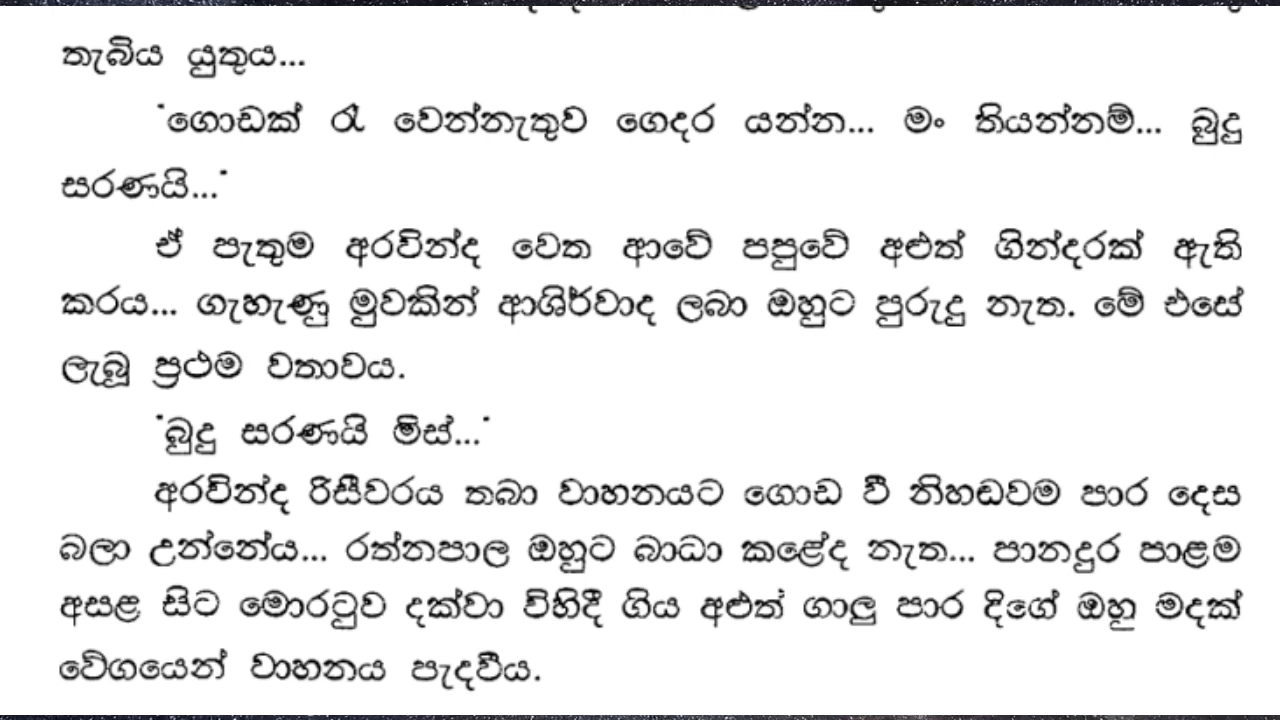 තැබිය යුතුය...
"ගොඩක් රෑ වෙන්නැතුව ගෙදර යන්න... මං තියන්නම්... බුදු
සරණයි..."
ඒ පැතුම අරවින්ද වෙත ආවේ පපුවේ අළුත් ගින්දරක් ඇති
කරය... ගැහැණු මුවකින් ආශිර්වාද ලබා ඔහුට පුරුදු නැත. මේ එසේ
ලැබූ ප්‍රථම වතාවය.
"බුදු සරණයි මිස්..."
අරවින්ද රිසීවරය තබා වාහනයට ගොඩ වී නිහඬවම පාර දෙස
බලා උන්නේය... රත්නපාල ඔහුට බාධා කළේද නැත... පානදුර පාළම
අසළ සිට මොරටුව දක්වා විහිදී ගිය අළුත් ගාලු පාර දිගේ ඔහු මදක්
වේගයෙන් වාහනය පැදවීය.